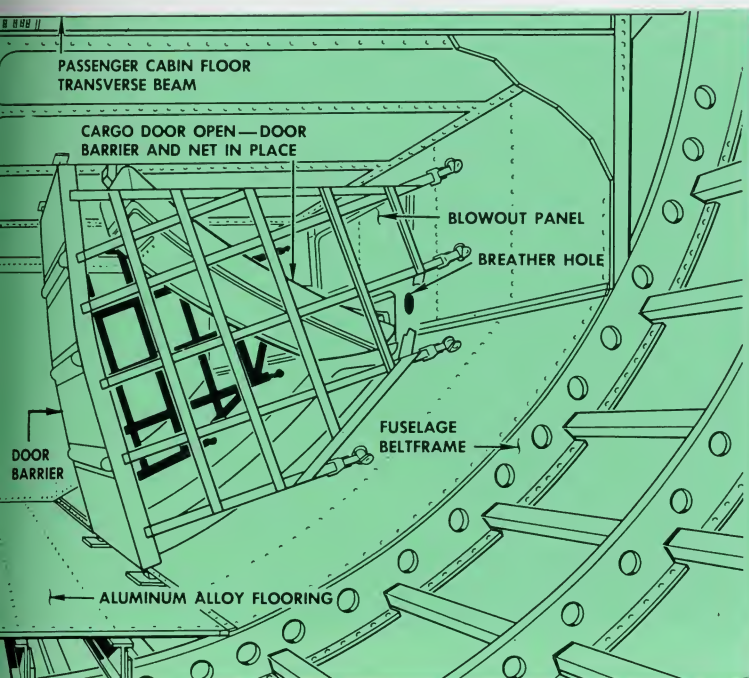 PASSENGER CABIN FLOOR
TRANSVERSE BEAM
CARGO DOOR OPEN—DOOR
BARRIER AND NET IN PLACE
BLOWOUT PANEL
BREATHER HOLE
FUSELAGE
BELTFRAME
DOOR
BARRIER
ALUMINUM ALLOY FLOORING